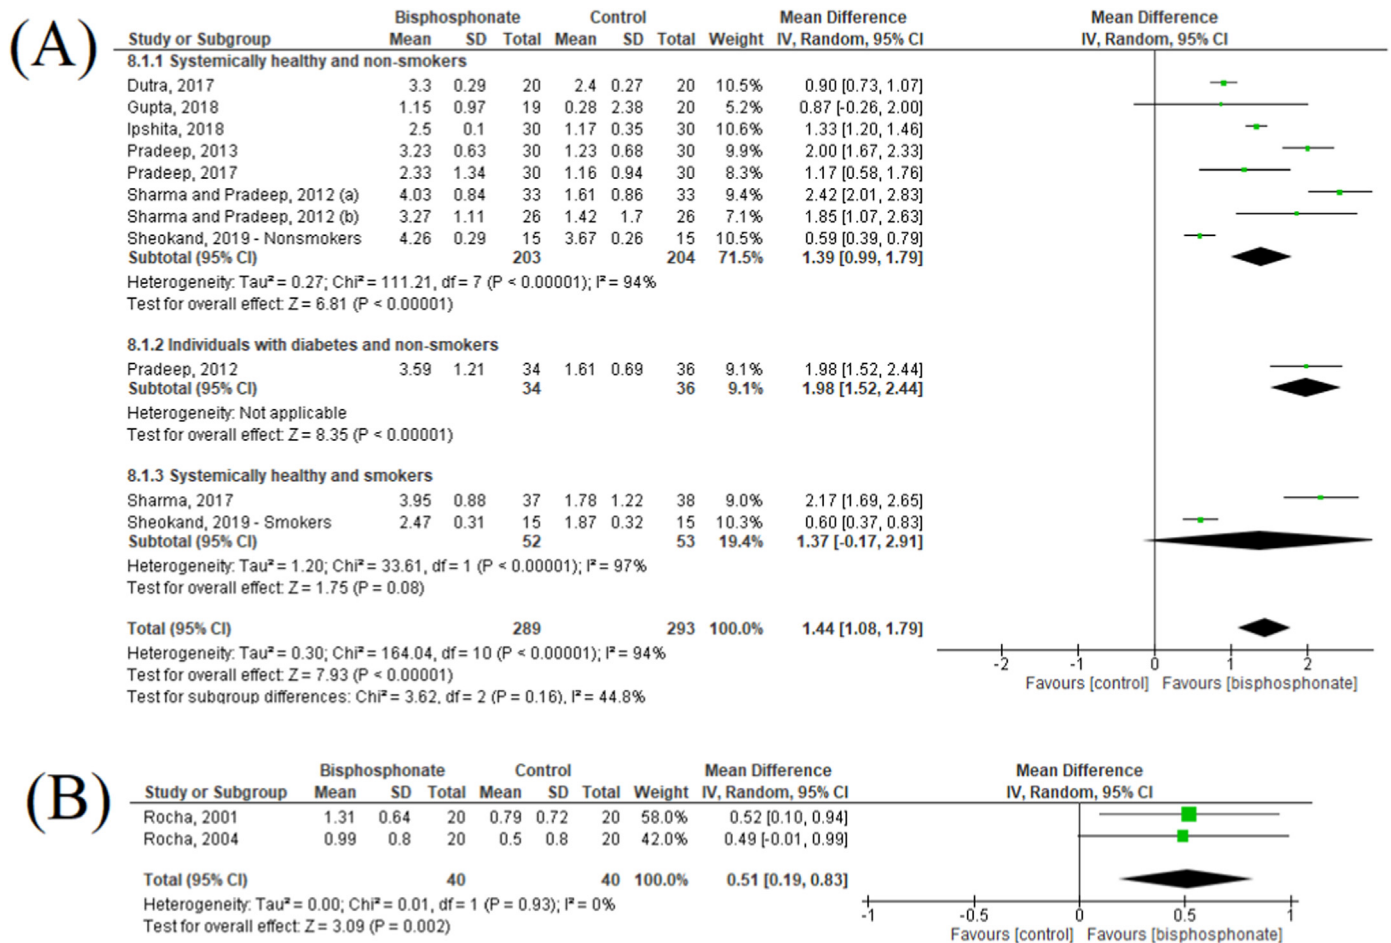 (A)
Bisphosphonate Control Mean Difference Mean Difference
Study or Subgroup Mean SD Total Mean SD Total Weight IV, Random, 95% CI IV, Random, 95% CI
8.1.1 Systemically healthy and non-smokers
Dutra, 2017 3.3 0.29 20 2.4 0.27 20 10.5% 0.90 [0.73, 1.07]
Gupta, 2018 1.15 0.97 19 0.28 2.38 20 5.2% 0.87 [-0.26, 2.00]
Ipshita, 2018 2.5 0.1 30 1.17 0.35 30 10.6% 1.33 [1.20, 1.46]
Pradeep, 2013 3.23 0.63 30 1.23 0.68 30 9.9% 2.00 [1.67, 2.33]
Pradeep, 2017 2.33 1.34 30 1.16 0.94 30 8.3% 1.17 [0.58, 1.76]
Sharma and Pradeep, 2012 (a) 4.03 0.84 33 1.61 0.86 33 9.4% 2.42 [2.01, 2.83]
Sharma and Pradeep, 2012 (b) 3.27 1.11 26 1.42 1.7 26 7.1% 1.85 [1.07, 2.63]
Sheokand, 2019 - Nonsmokers 4.26 0.29 15 3.67 0.26 15 10.5% 0.59 [0.39, 0.79]
Subtotal (95% CI) 203 204 71.5% 1.39 [0.99, 1.79]
Heterogeneity: Tau² = 0.27; Chi² = 111.21, df = 7 (P < 0.00001); I² = 94%
Test for overall effect: Z = 6.81 (P < 0.00001)
8.1.2 Individuals with diabetes and non-smokers
Pradeep, 2012 3.59 1.21 34 1.61 0.69 36 9.1% 1.98 [1.52, 2.44]
Subtotal (95% CI) 34 36 9.1% 1.98 [1.52, 2.44]
Heterogeneity: Not applicable
Test for overall effect: Z = 8.35 (P < 0.00001)
8.1.3 Systemically healthy and smokers
Sharma, 2017 3.95 0.88 37 1.78 1.22 38 9.0% 2.17 [1.69, 2.65]
Sheokand, 2019 - Smokers 2.47 0.31 15 1.87 0.32 15 10.3% 0.60 [0.37, 0.83]
Subtotal (95% CI) 52 53 19.4% 1.37 [-0.17, 2.91]
Heterogeneity: Tau² = 1.20; Chi² = 33.61, df = 1 (P < 0.00001); I² = 97%
Test for overall effect: Z = 1.75 (P = 0.08)
Total (95% CI) 289 293 100.0% 1.44 [1.08, 1.79]
Heterogeneity: Tau² = 0.30; Chi² = 164.04, df = 10 (P < 0.00001); I² = 94%
Test for overall effect: Z = 7.93 (P < 0.00001)
Test for subgroup differences: Chi² = 3.62, df = 2 (P = 0.16), I² = 44.8%
-2 -1 0 1 2
Favours [control] Favours [bisphosphonate]
(B)
Bisphosphonate Control Mean Difference Mean Difference
Study or Subgroup Mean SD Total Mean SD Total Weight IV, Random, 95% CI IV, Random, 95% CI
Rocha, 2001 1.31 0.64 20 0.79 0.72 20 58.0% 0.52 [0.10, 0.94]
Rocha, 2004 0.99 0.8 20 0.5 0.8 20 42.0% 0.49 [-0.01, 0.99]
Total (95% CI) 40 40 100.0% 0.51 [0.19, 0.83]
Heterogeneity: Tau² = 0.00; Chi² = 0.01, df = 1 (P = 0.93); I² = 0%
Test for overall effect: Z = 3.09 (P = 0.002)
-1 -0.5 0 0.5 1
Favours [control] Favours [bisphosphonate]